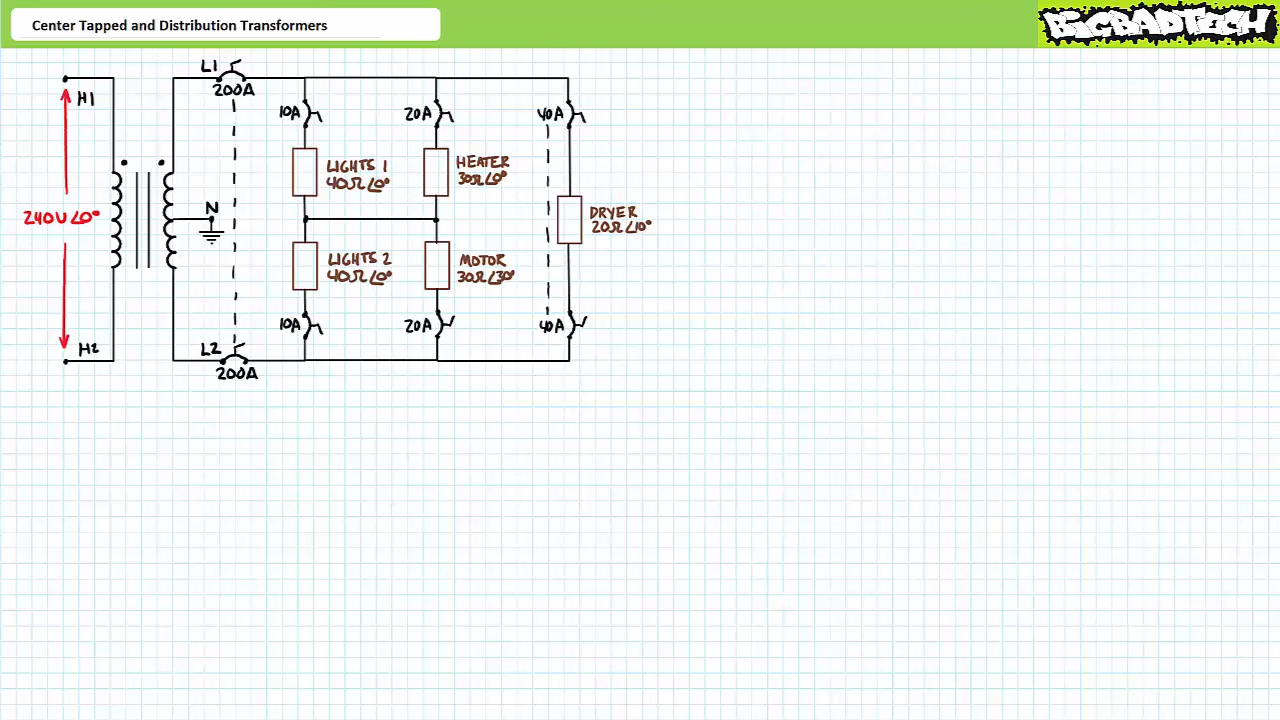 Center Tapped and Distribution Transformers
BIGBADTECH
L1
200A
H1
10A
20A
40A
LIGHTS 1
40Ω∠0°
HEATER
30Ω∠0°
240V∠0°
N
DRYER
20Ω∠10°
LIGHTS 2
40Ω∠0°
MOTOR
30Ω∠30°
10A
20A
40A
H2
L2
200A